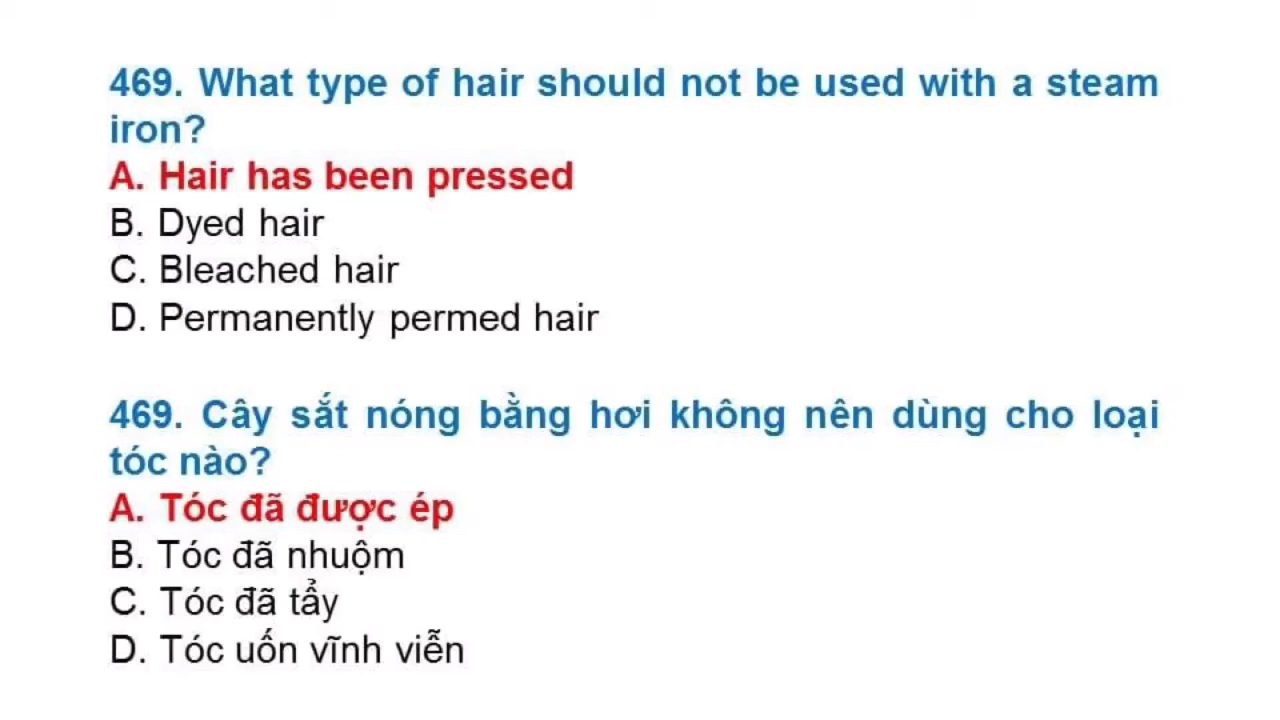 469. What type of hair should not be used with a steam
iron?
A. Hair has been pressed
B. Dyed hair
C. Bleached hair
D. Permanently permed hair
469. Cây sắt nóng bằng hơi không nên dùng cho loại
tóc nào?
A. Tóc đã được ép
B. Tóc đã nhuộm
C. Tóc đã tẩy
D. Tóc uốn vĩnh viễn